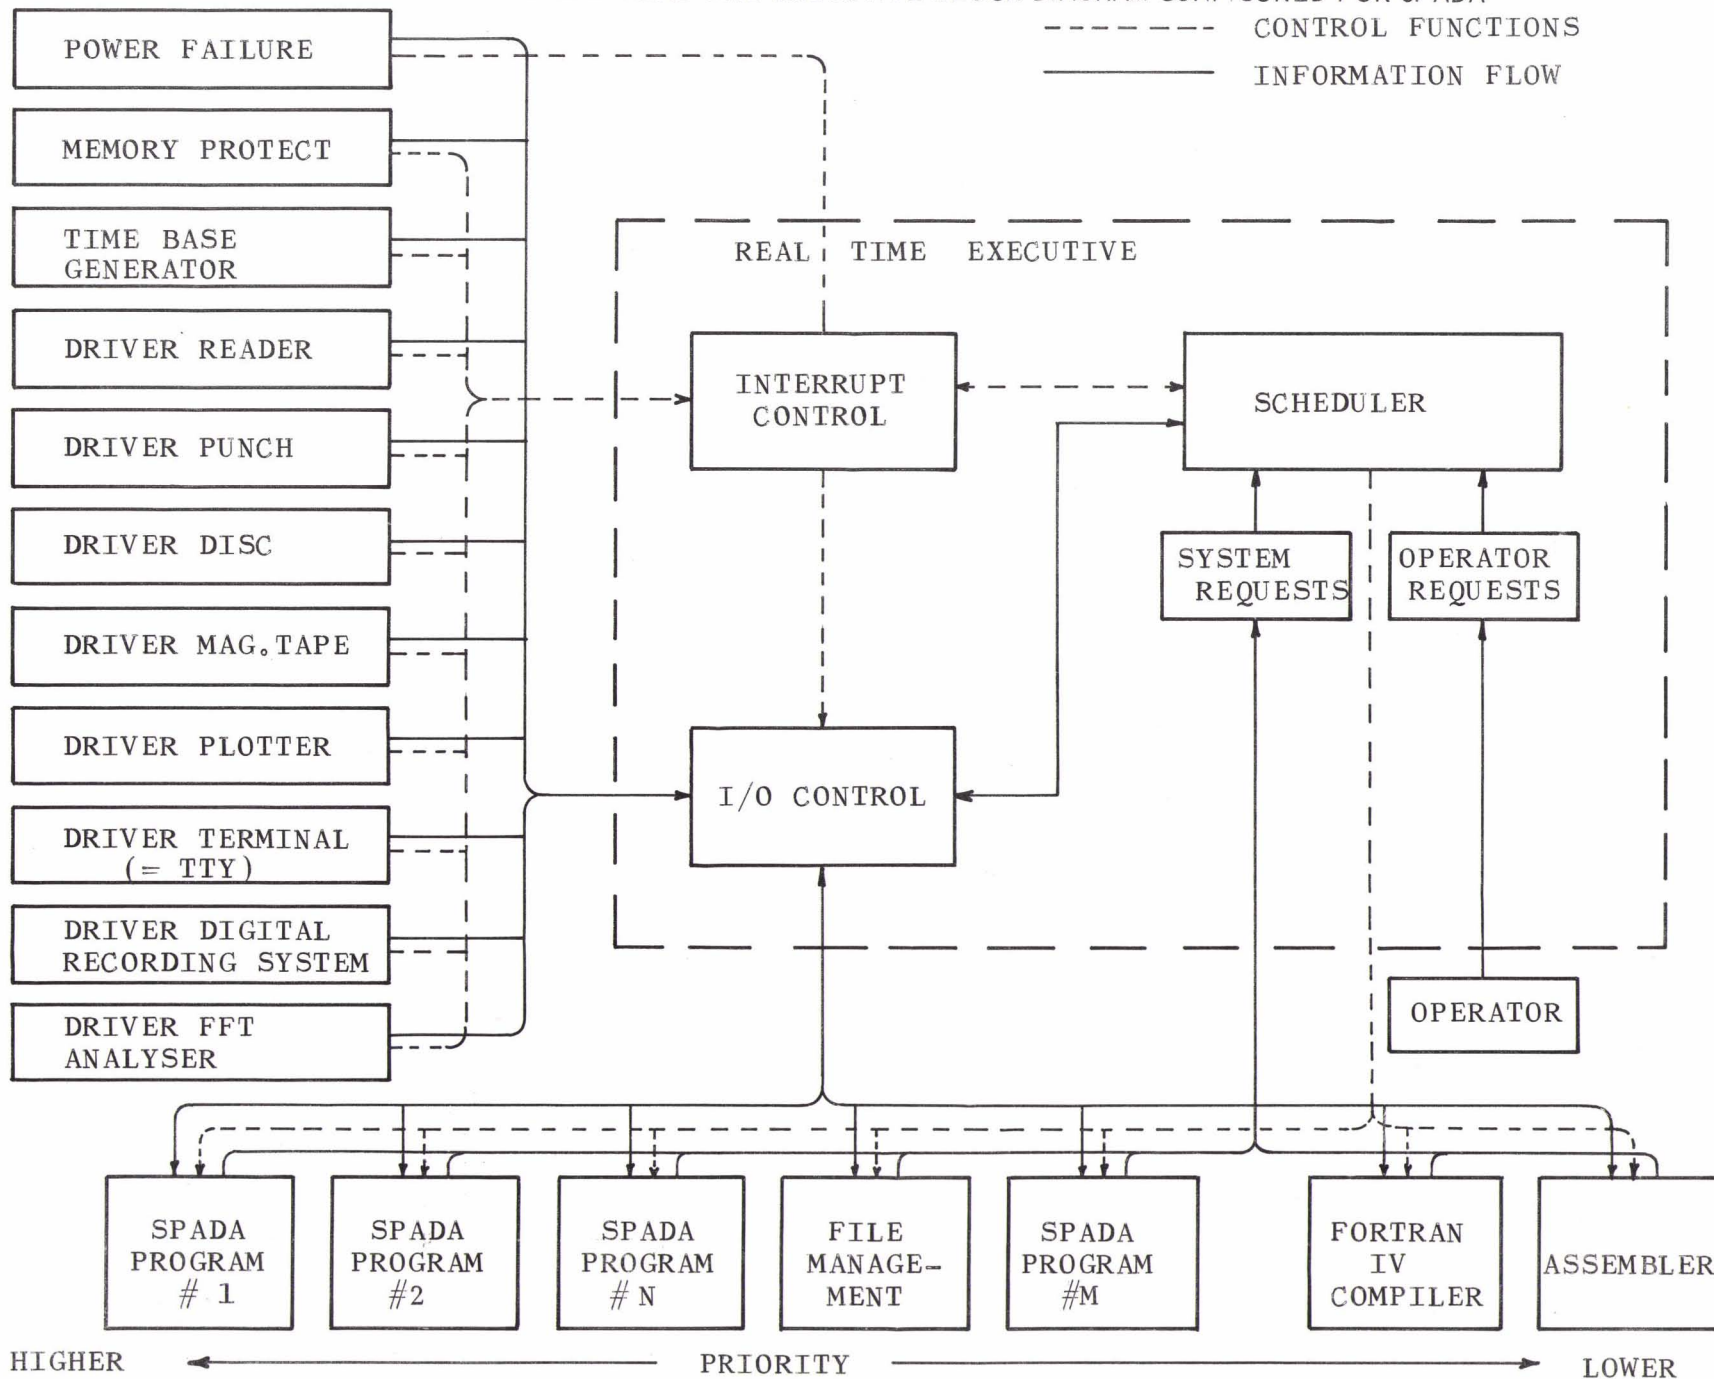 CONFIGURED FOR SPADA
CONTROL FUNCTIONS
INFORMATION FLOW
POWER FAILURE
MEMORY PROTECT
TIME BASE
GENERATOR
DRIVER READER
DRIVER PUNCH
DRIVER DISC
DRIVER MAG.TAPE
DRIVER PLOTTER
DRIVER TERMINAL
(= TTY)
DRIVER DIGITAL
RECORDING SYSTEM
DRIVER FFT
ANALYSER
REAL TIME EXECUTIVE
INTERRUPT
CONTROL
SCHEDULER
SYSTEM
REQUESTS
OPERATOR
REQUESTS
I/O CONTROL
OPERATOR
SPADA
PROGRAM
# 1
SPADA
PROGRAM
#2
SPADA
PROGRAM
# N
FILE
MANAGE-
MENT
SPADA
PROGRAM
#M
FORTRAN
IV
COMPILER
ASSEMBLER
HIGHER PRIORITY LOWER